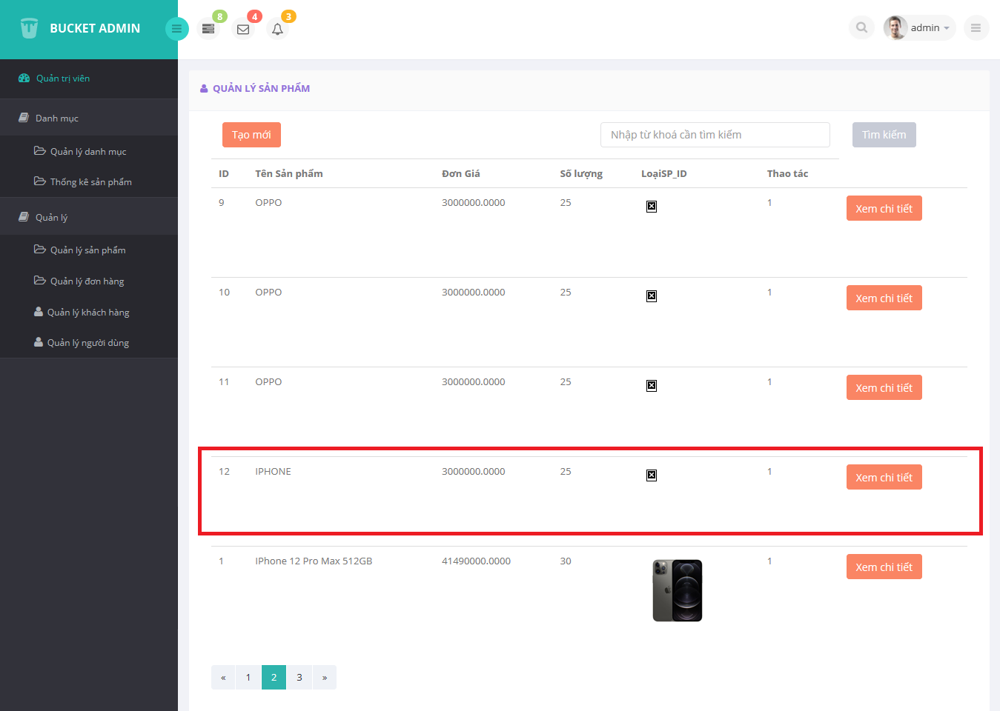 BUCKET ADMIN
8
4
3
admin
Quản trị viên
Danh mục
Quản lý danh mục
Thống kê sản phẩm
Quản lý
Quản lý sản phẩm
Quản lý đơn hàng
Quản lý khách hàng
Quản lý người dùng
QUẢN LÝ SẢN PHẨM
Tạo mới
Nhập từ khoá cần tìm kiếm
Tìm kiếm
ID Tên Sản phẩm Đơn Giá Số lượng LoạiSP_ID Thao tác
9 OPPO 3000000.0000 25 1 Xem chi tiết
10 OPPO 3000000.0000 25 1 Xem chi tiết
11 OPPO 3000000.0000 25 1 Xem chi tiết
12 IPHONE 3000000.0000 25 1 Xem chi tiết
1 IPhone 12 Pro Max 512GB 41490000.0000 30 1 Xem chi tiết
« 1 2 3 »